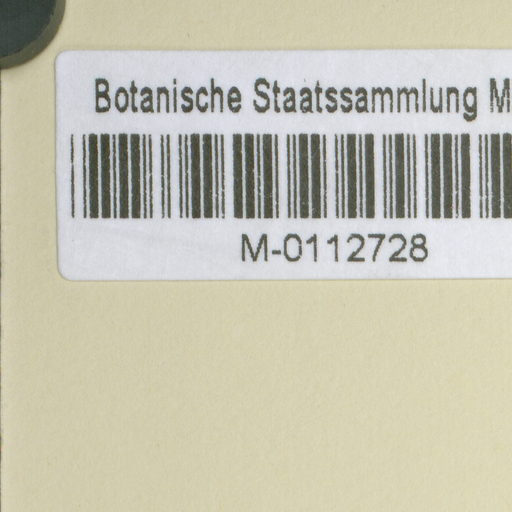 Botanische Staatssammlung M
M-0112728